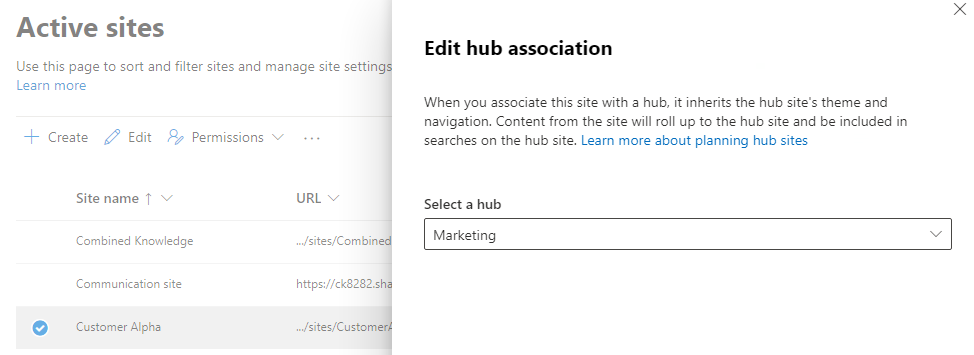 Active sites
Use this page to sort and filter sites and manage site settings
Learn more
Create Edit Permissions ...
Site name ↑ URL
Combined Knowledge .../sites/Combined
Communication site https://ck8282.sha
Customer Alpha .../sites/Customer
Edit hub association
When you associate this site with a hub, it inherits the hub site's theme and
navigation. Content from the site will roll up to the hub site and be included in
searches on the hub site. Learn more about planning hub sites
Select a hub
Marketing